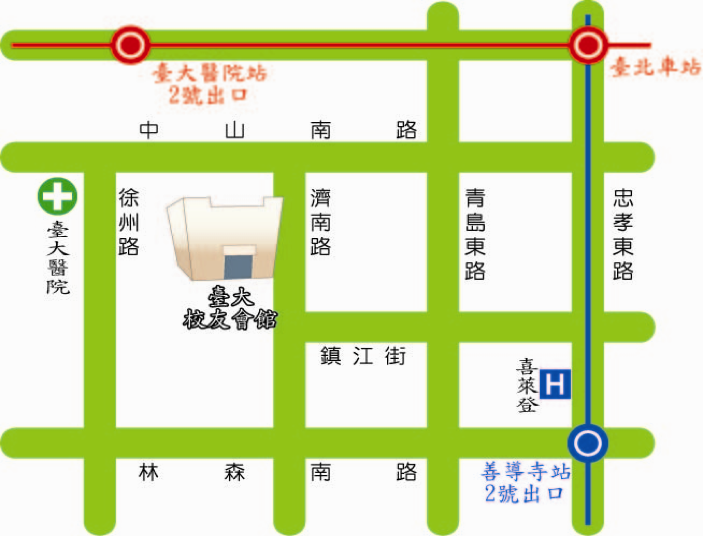 臺大醫院站
2號出口
臺北車站
中山南路
徐州路
濟南路
青島東路
忠孝東路
臺大醫院
臺大
校友會館
鎮江街
喜萊登
H
林森南路
善導寺站
2號出口